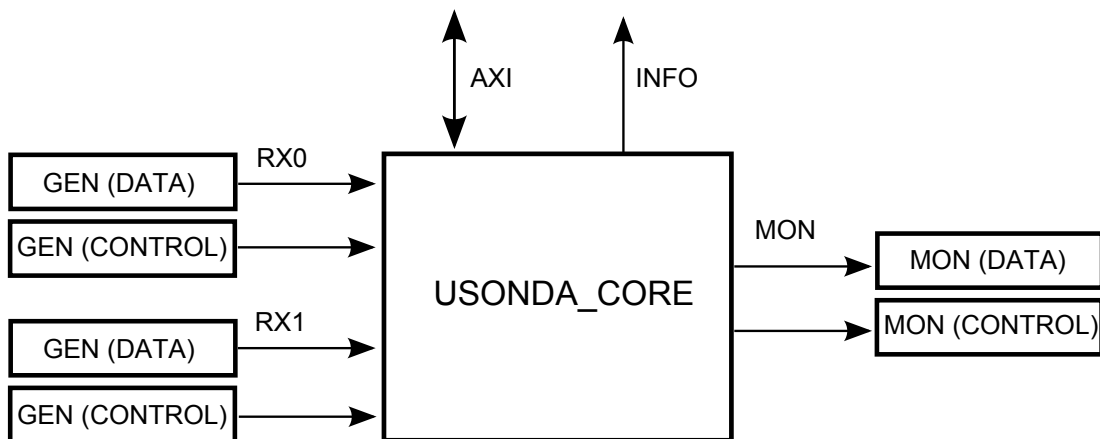 AXI
INFO
RX0
GEN (DATA)
GEN (CONTROL)
RX1
GEN (DATA)
GEN (CONTROL)
USONDA_CORE
MON
MON (DATA)
MON (CONTROL)